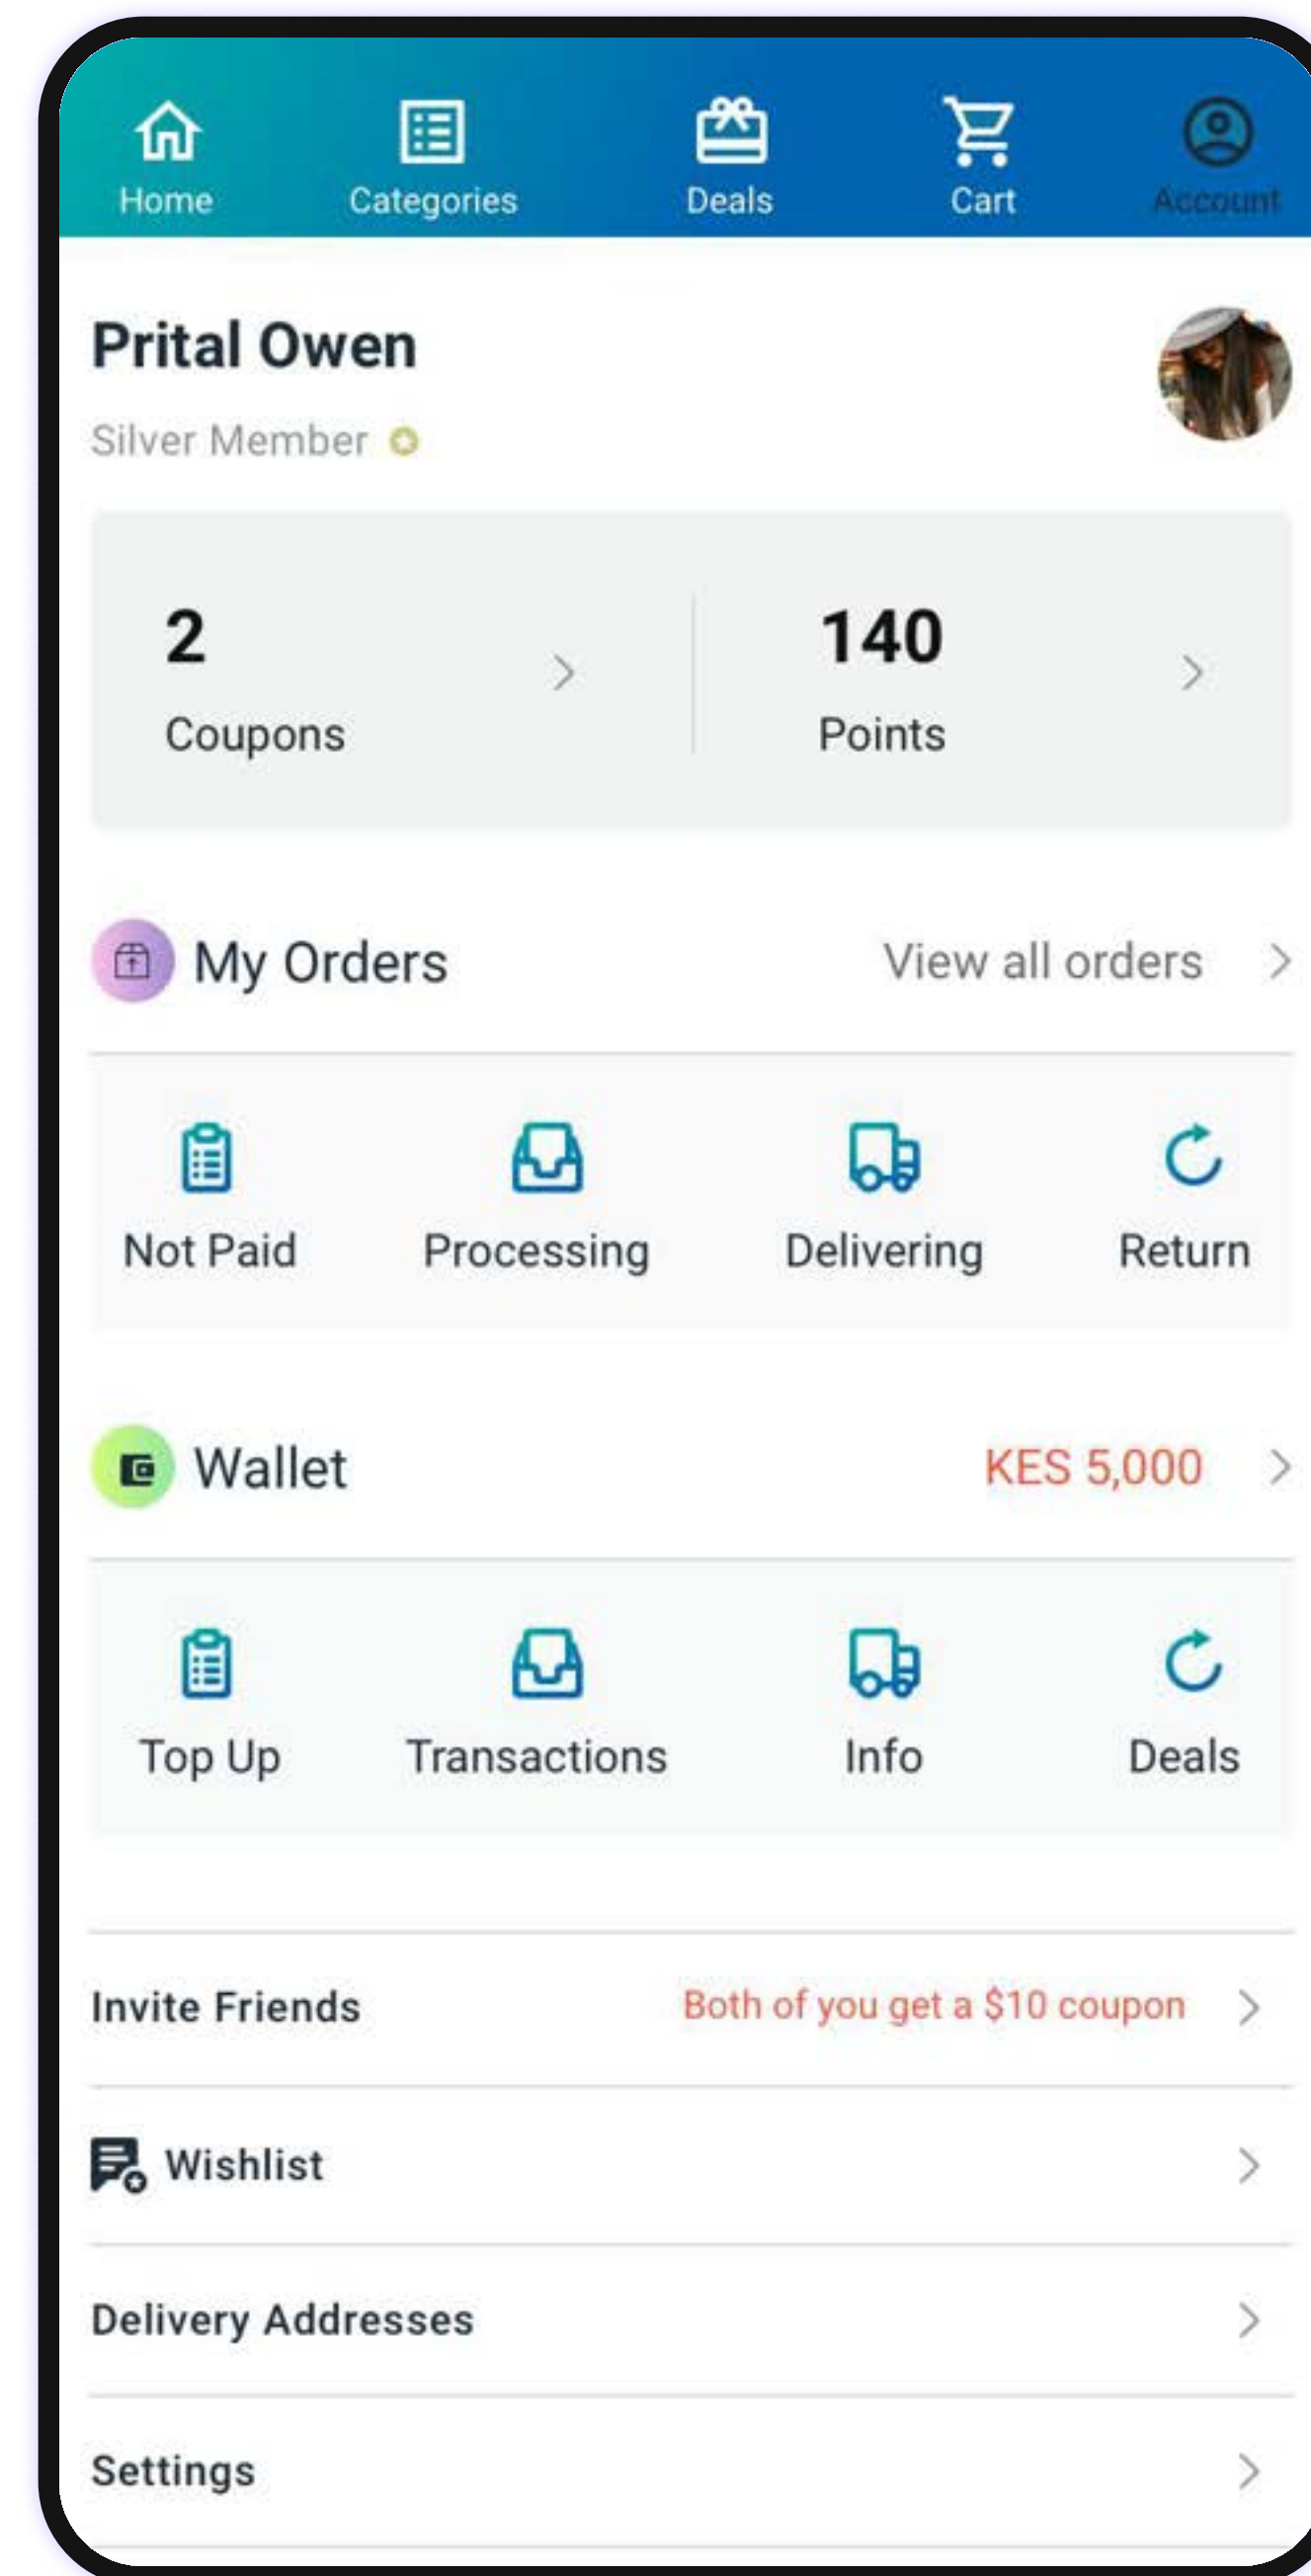 Home Categories Deals Cart Account
Prital Owen
Silver Member
2 140
Coupons Points
My Orders View all orders
Not Paid Processing Delivering Return
Wallet KES 5,000
Top Up Transactions Info Deals
Invite Friends Both of you get a $10 coupon
Wishlist
Delivery Addresses
Settings